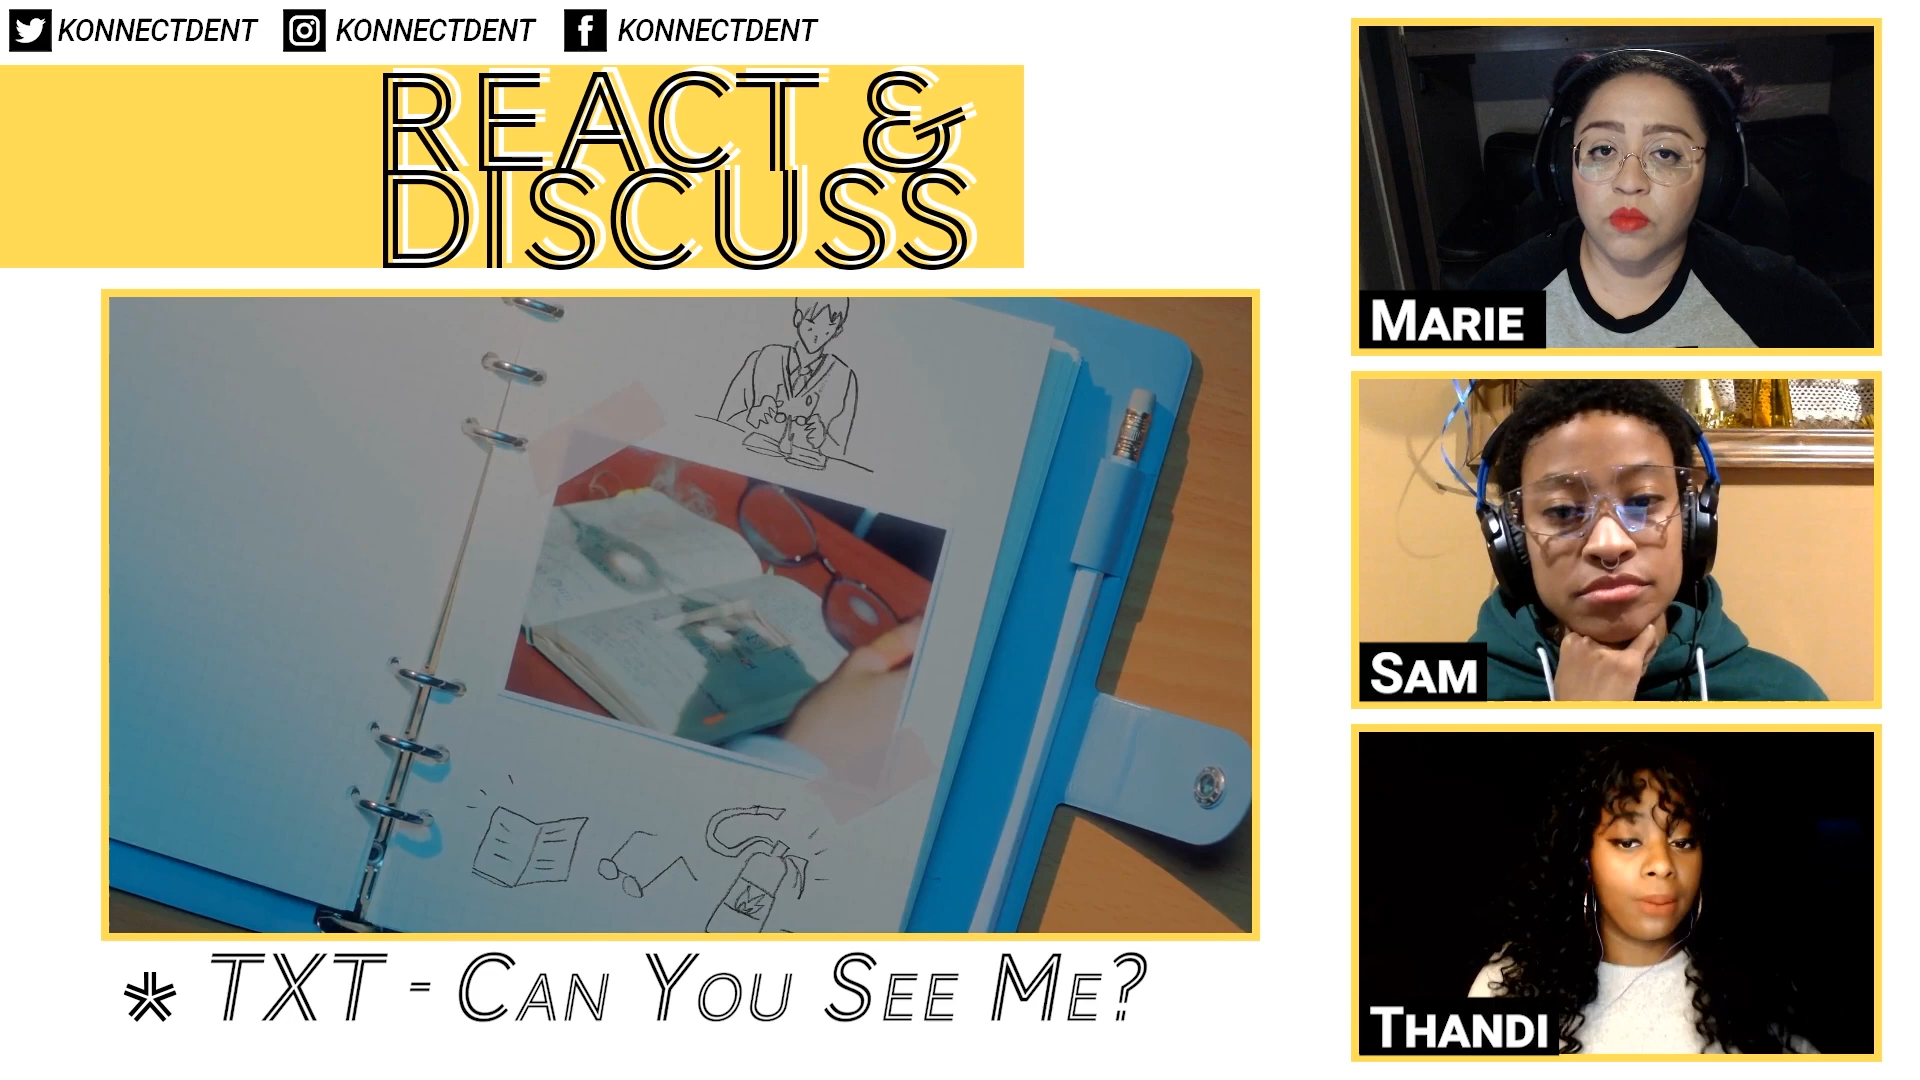 KONNECTDENT KONNECTDENT KONNECTDENT
REACT &
DISCUSS
MARIE
SAM
THANDI
* TXT - CAN YOU SEE ME?